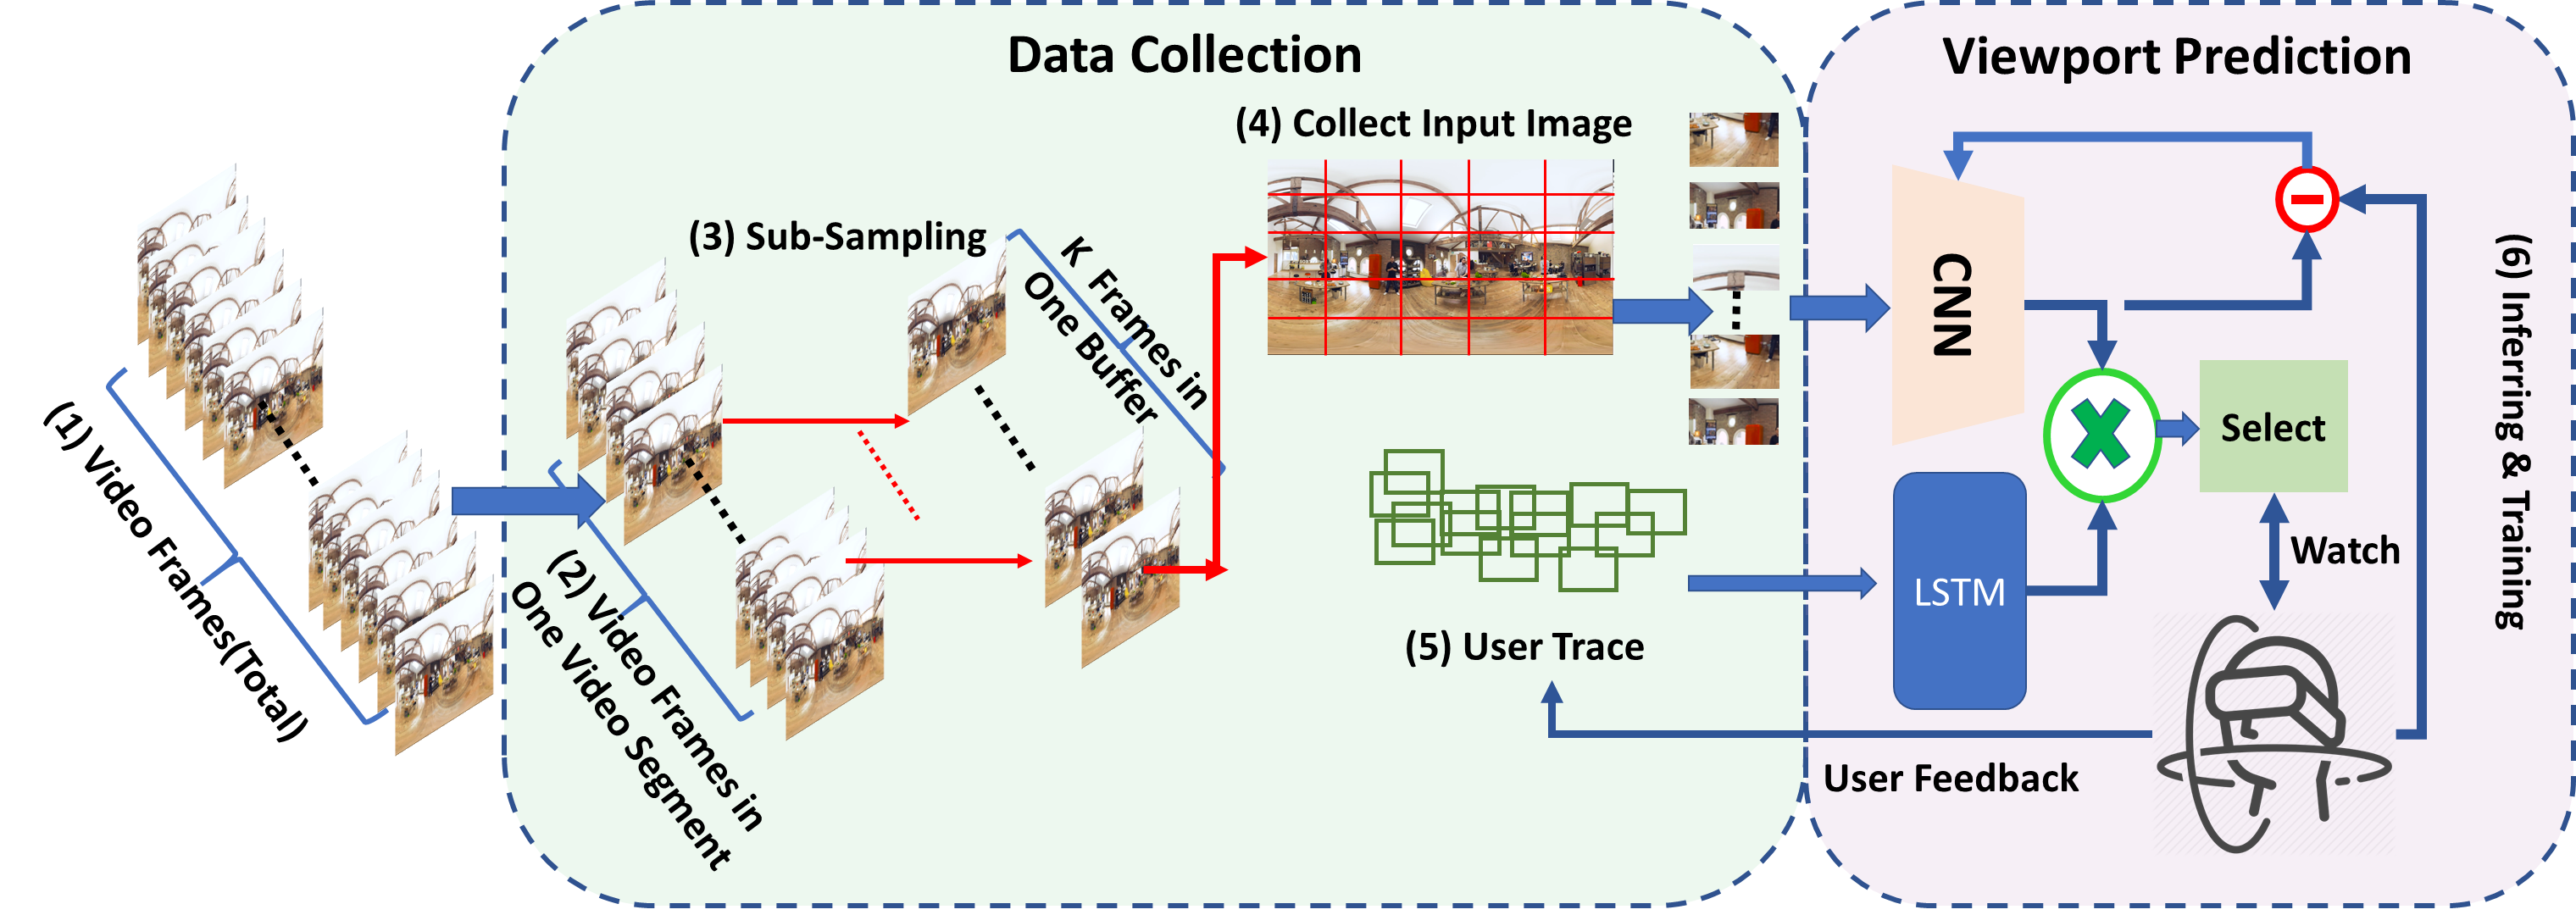 Data Collection
Viewport Prediction
(1) Video Frames(Total)
(2) Video Frames in
One Video Segment
(3) Sub-Sampling
K Frames in
One Buffer
(4) Collect Input Image
(5) User Trace
CNN
LSTM
Select
Watch
User Feedback
(6) Inferring & Training